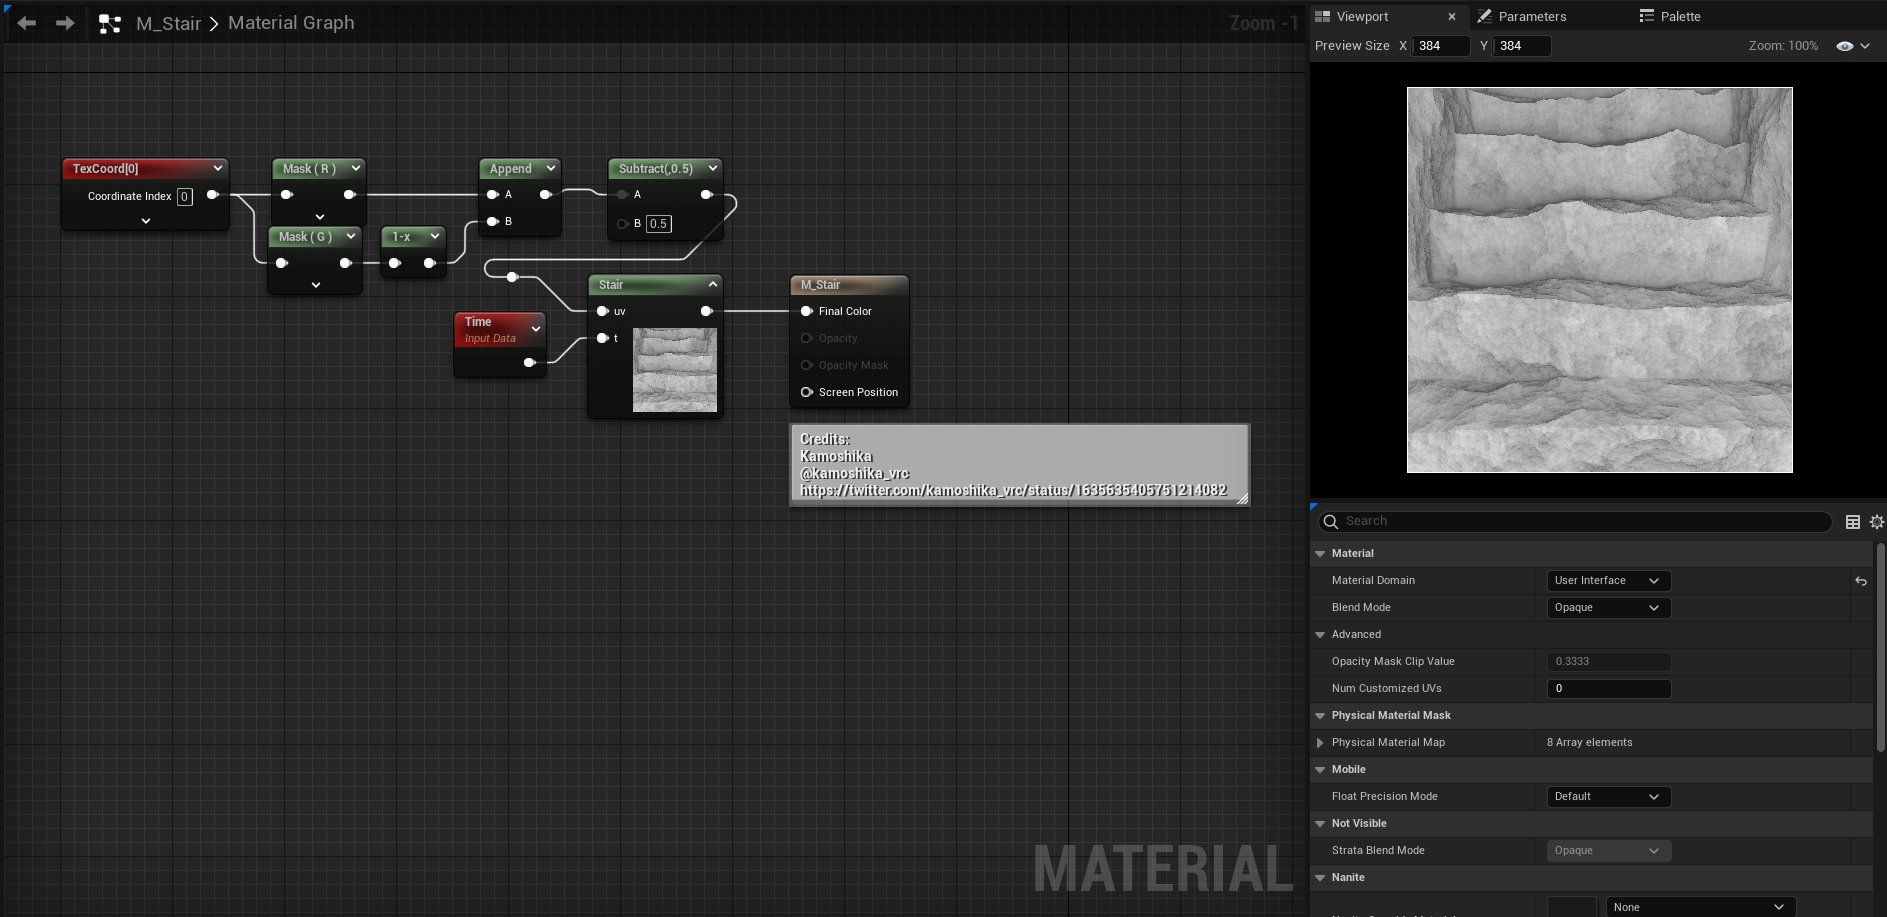 M_Stair > Material Graph
Zoom -1
TexCoord[0]
Coordinate Index 0
Mask ( R )
Mask ( G )
1-x
Append
A
B
Subtract(,0.5)
A
B 0.5
Time
Input Data
Stair
uv
t
M_Stair
Final Color
Opacity
Opacity Mask
Screen Position
Credits:
Kamoshika
@kamoshika_vrc
https://twitter.com/kamoshika_vrc/status/1635635405751214082
MATERIAL
Viewport
Parameters
Palette
Preview Size X 384 Y 384
Zoom: 100%
Search
Material
Material Domain User Interface
Blend Mode Opaque
Advanced
Opacity Mask Clip Value 0.3333
Num Customized UVs 0
Physical Material Mask
Physical Material Map 8 Array elements
Mobile
Float Precision Mode Default
Not Visible
Strata Blend Mode Opaque
Nanite
None